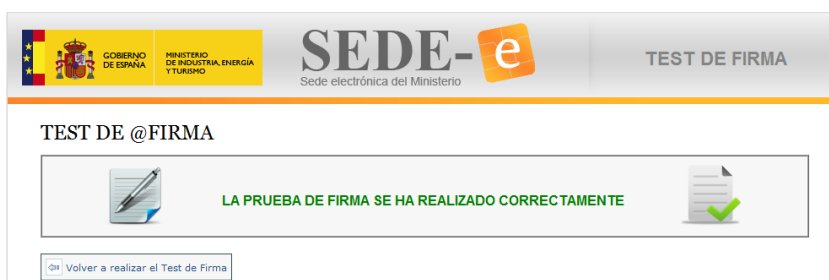 GOBIERNO
DE ESPAÑA
MINISTERIO
DE INDUSTRIA, ENERGÍA
Y TURISMO
SEDE-e
Sede electrónica del Ministerio
TEST DE FIRMA
TEST DE @FIRMA
LA PRUEBA DE FIRMA SE HA REALIZADO CORRECTAMENTE
Volver a realizar el Test de Firma